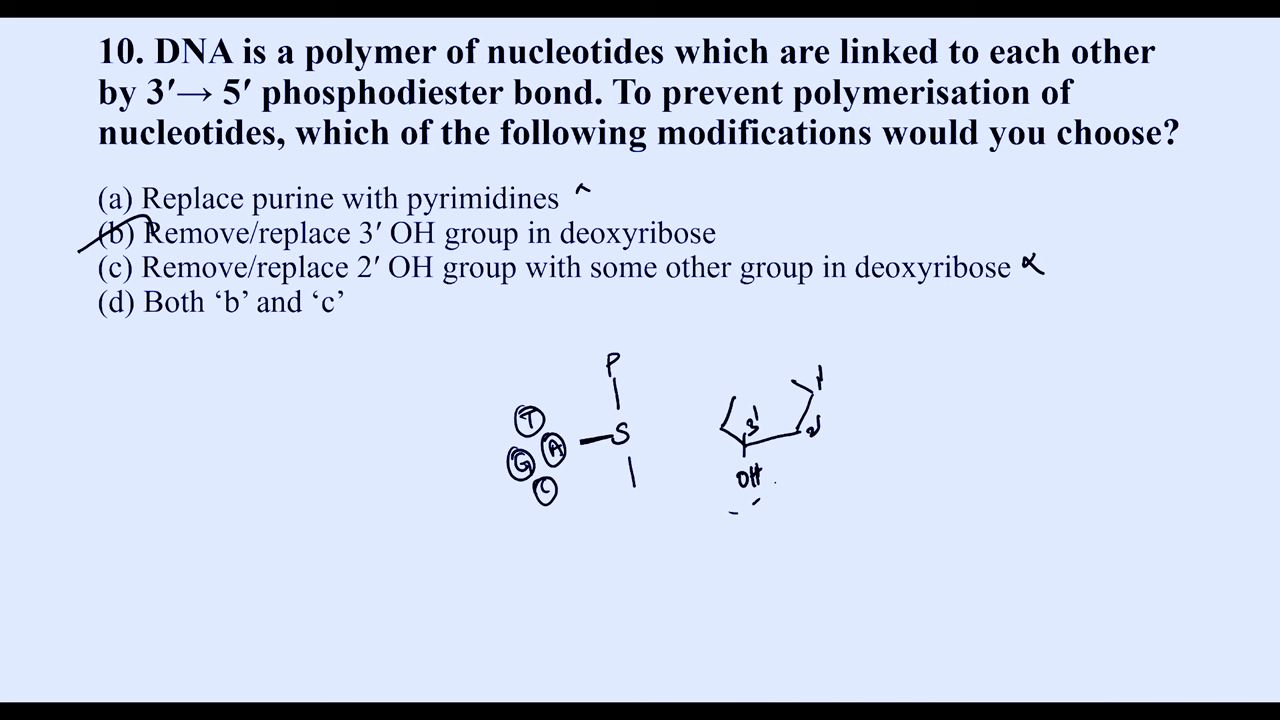 10. DNA is a polymer of nucleotides which are linked to each other
by 3′→ 5′ phosphodiester bond. To prevent polymerisation of
nucleotides, which of the following modifications would you choose?
(a) Replace purine with pyrimidines
(b) Remove/replace 3′ OH group in deoxyribose
(c) Remove/replace 2′ OH group with some other group in deoxyribose
(d) Both ‘b’ and ‘c’
P
T
G A S
C
3'
OH